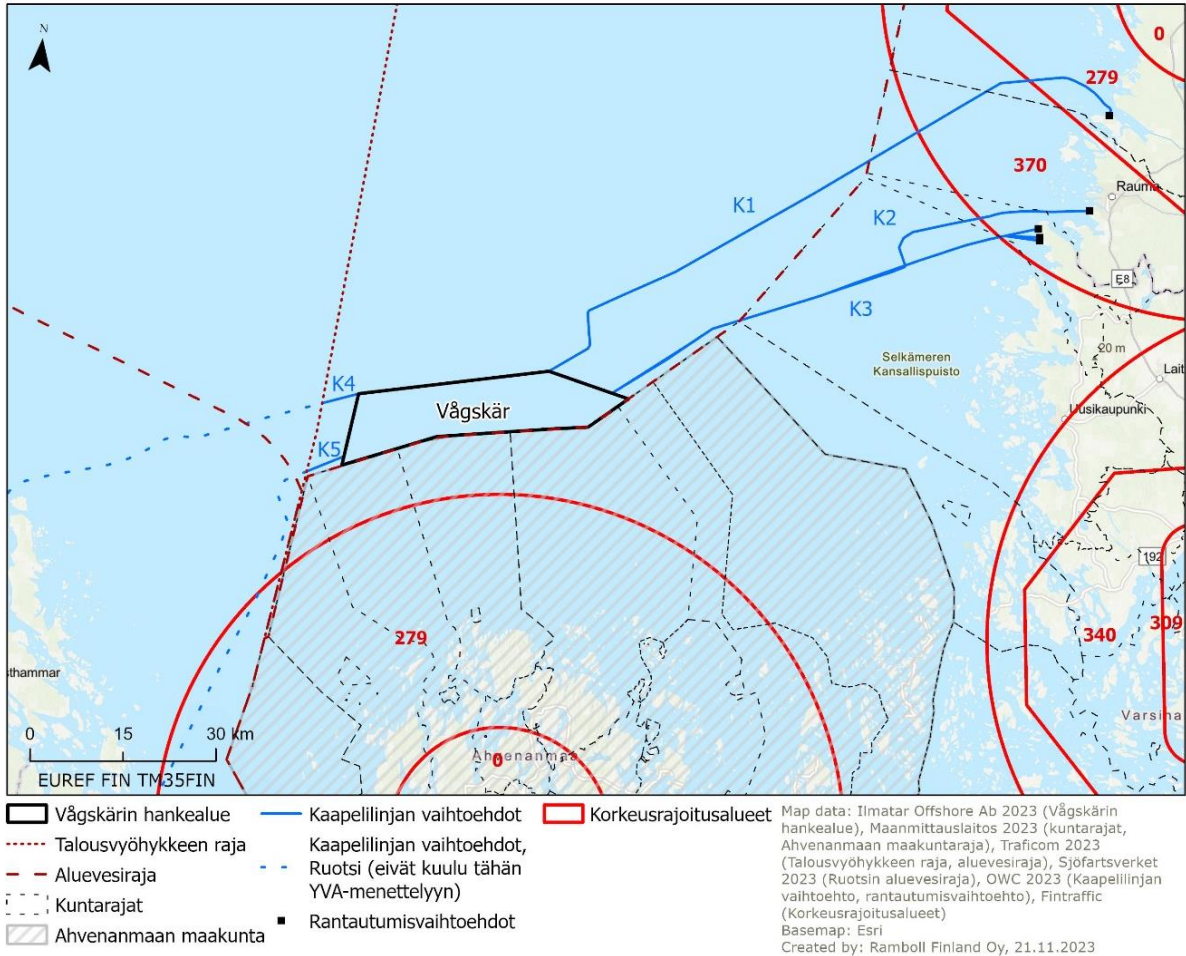 N
0
279
370
Rauma
K1
K2
E8
K3
20 m
Selkämeren
Kansallispuisto
Lait
K4
Vågskär
Uusikaupunki
K5
192
279
340
309
sthammar
Varsina
0 15 30 km
Ahvenanmaa
0
EUREF FIN TM35FIN
Vågskärin hankealue
Talousvyöhykkeen raja
Aluevesiraja
Kuntarajat
Ahvenanmaan maakunta
Kaapelilinjan vaihtoehdot
Kaapelilinjan vaihtoehdot,
Ruotsi (eivät kuulu tähän
YVA-menettelyyn)
Rantautumisvaihtoehdot
Korkeusrajoitusalueet
Map data: Ilmatar Offshore Ab 2023 (Vågskärin
hankealue), Maanmittauslaitos 2023 (kuntarajat,
Ahvenanmaan maakuntaraja), Traficom 2023
(Talousvyöhykkeen raja, aluevesiraja), Sjöfartsverket
2023 (Ruotsin aluevesiraja), OWC 2023 (Kaapelilinjan
vaihtoehto, rantautumisvaihtoehto), Fintraffic
(Korkeusrajoitusalueet)
Basemap: Esri
Created by: Ramboll Finland Oy, 21.11.2023